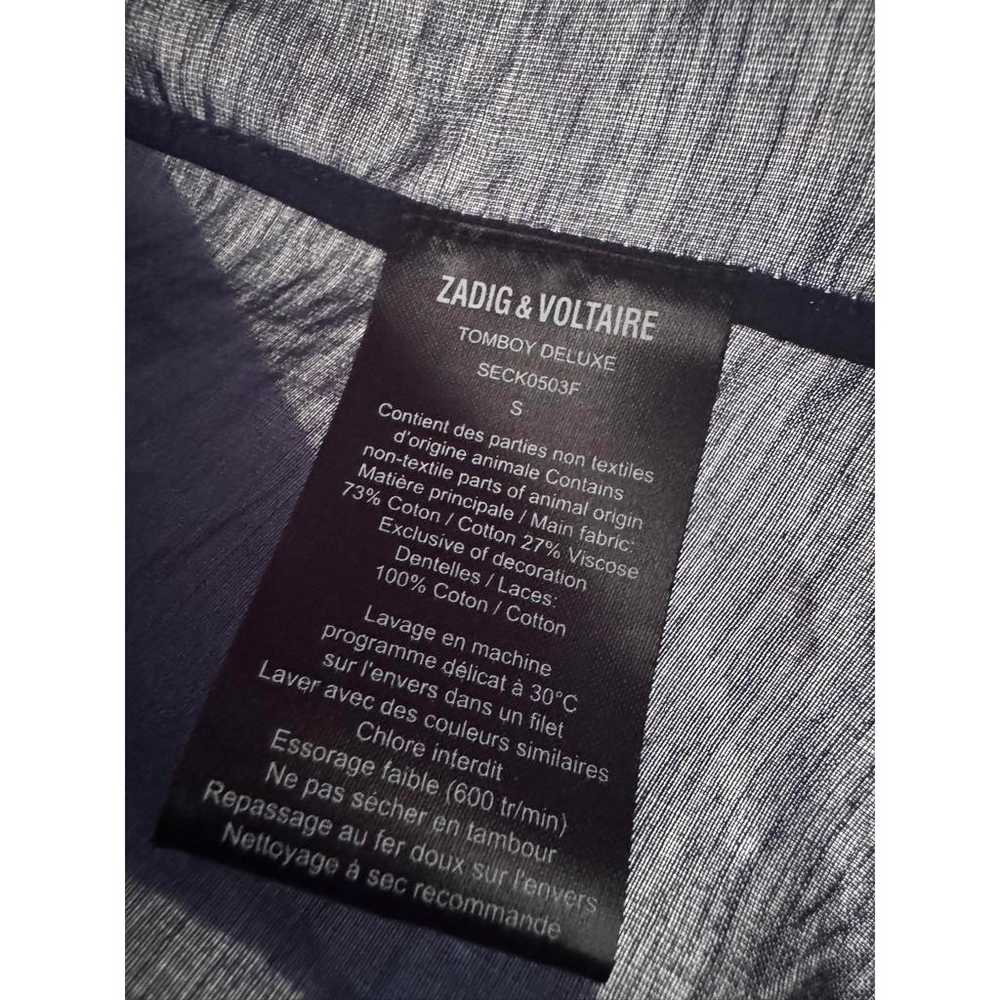 ZADIG & VOLTAIRE
TOMBOY DELUXE
SECK0503F
S
Contient des parties non textiles
d'origine animale Contains
non-textile parts of animal origin
Matière principale / Main fabric:
73% Coton / Cotton 27% Viscose
Exclusive of decoration
Dentelles / Laces:
100% Coton / Cotton
Lavage en machine
programme délicat à 30°C
sur l'envers dans un filet
Laver avec des couleurs similaires
Chlore interdit
Essorage faible (600 tr/min)
Ne pas sécher en tambour
Repassage au fer doux sur l'envers
Nettoyage à sec recommande